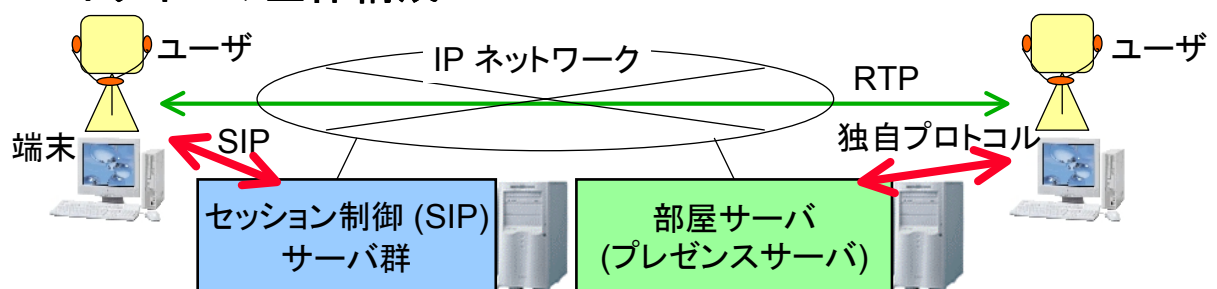 ユーザ
IP ネットワーク
ユーザ
RTP
端末
SIP
独自プロトコル
セッション制御 (SIP)
サーバ群
部屋サーバ
(プレゼンスサーバ)